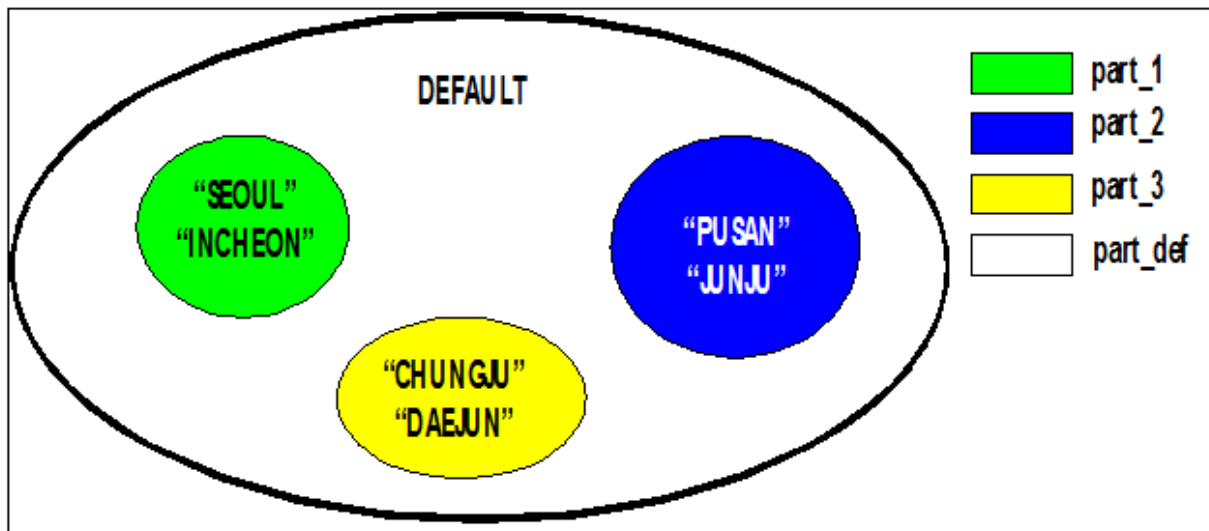 DEFAULT
“SEOUL”
“INCHEON”
“PUSAN”
“JUNJU”
“CHUNGJU”
“DAEJUN”
part_1
part_2
part_3
part_def